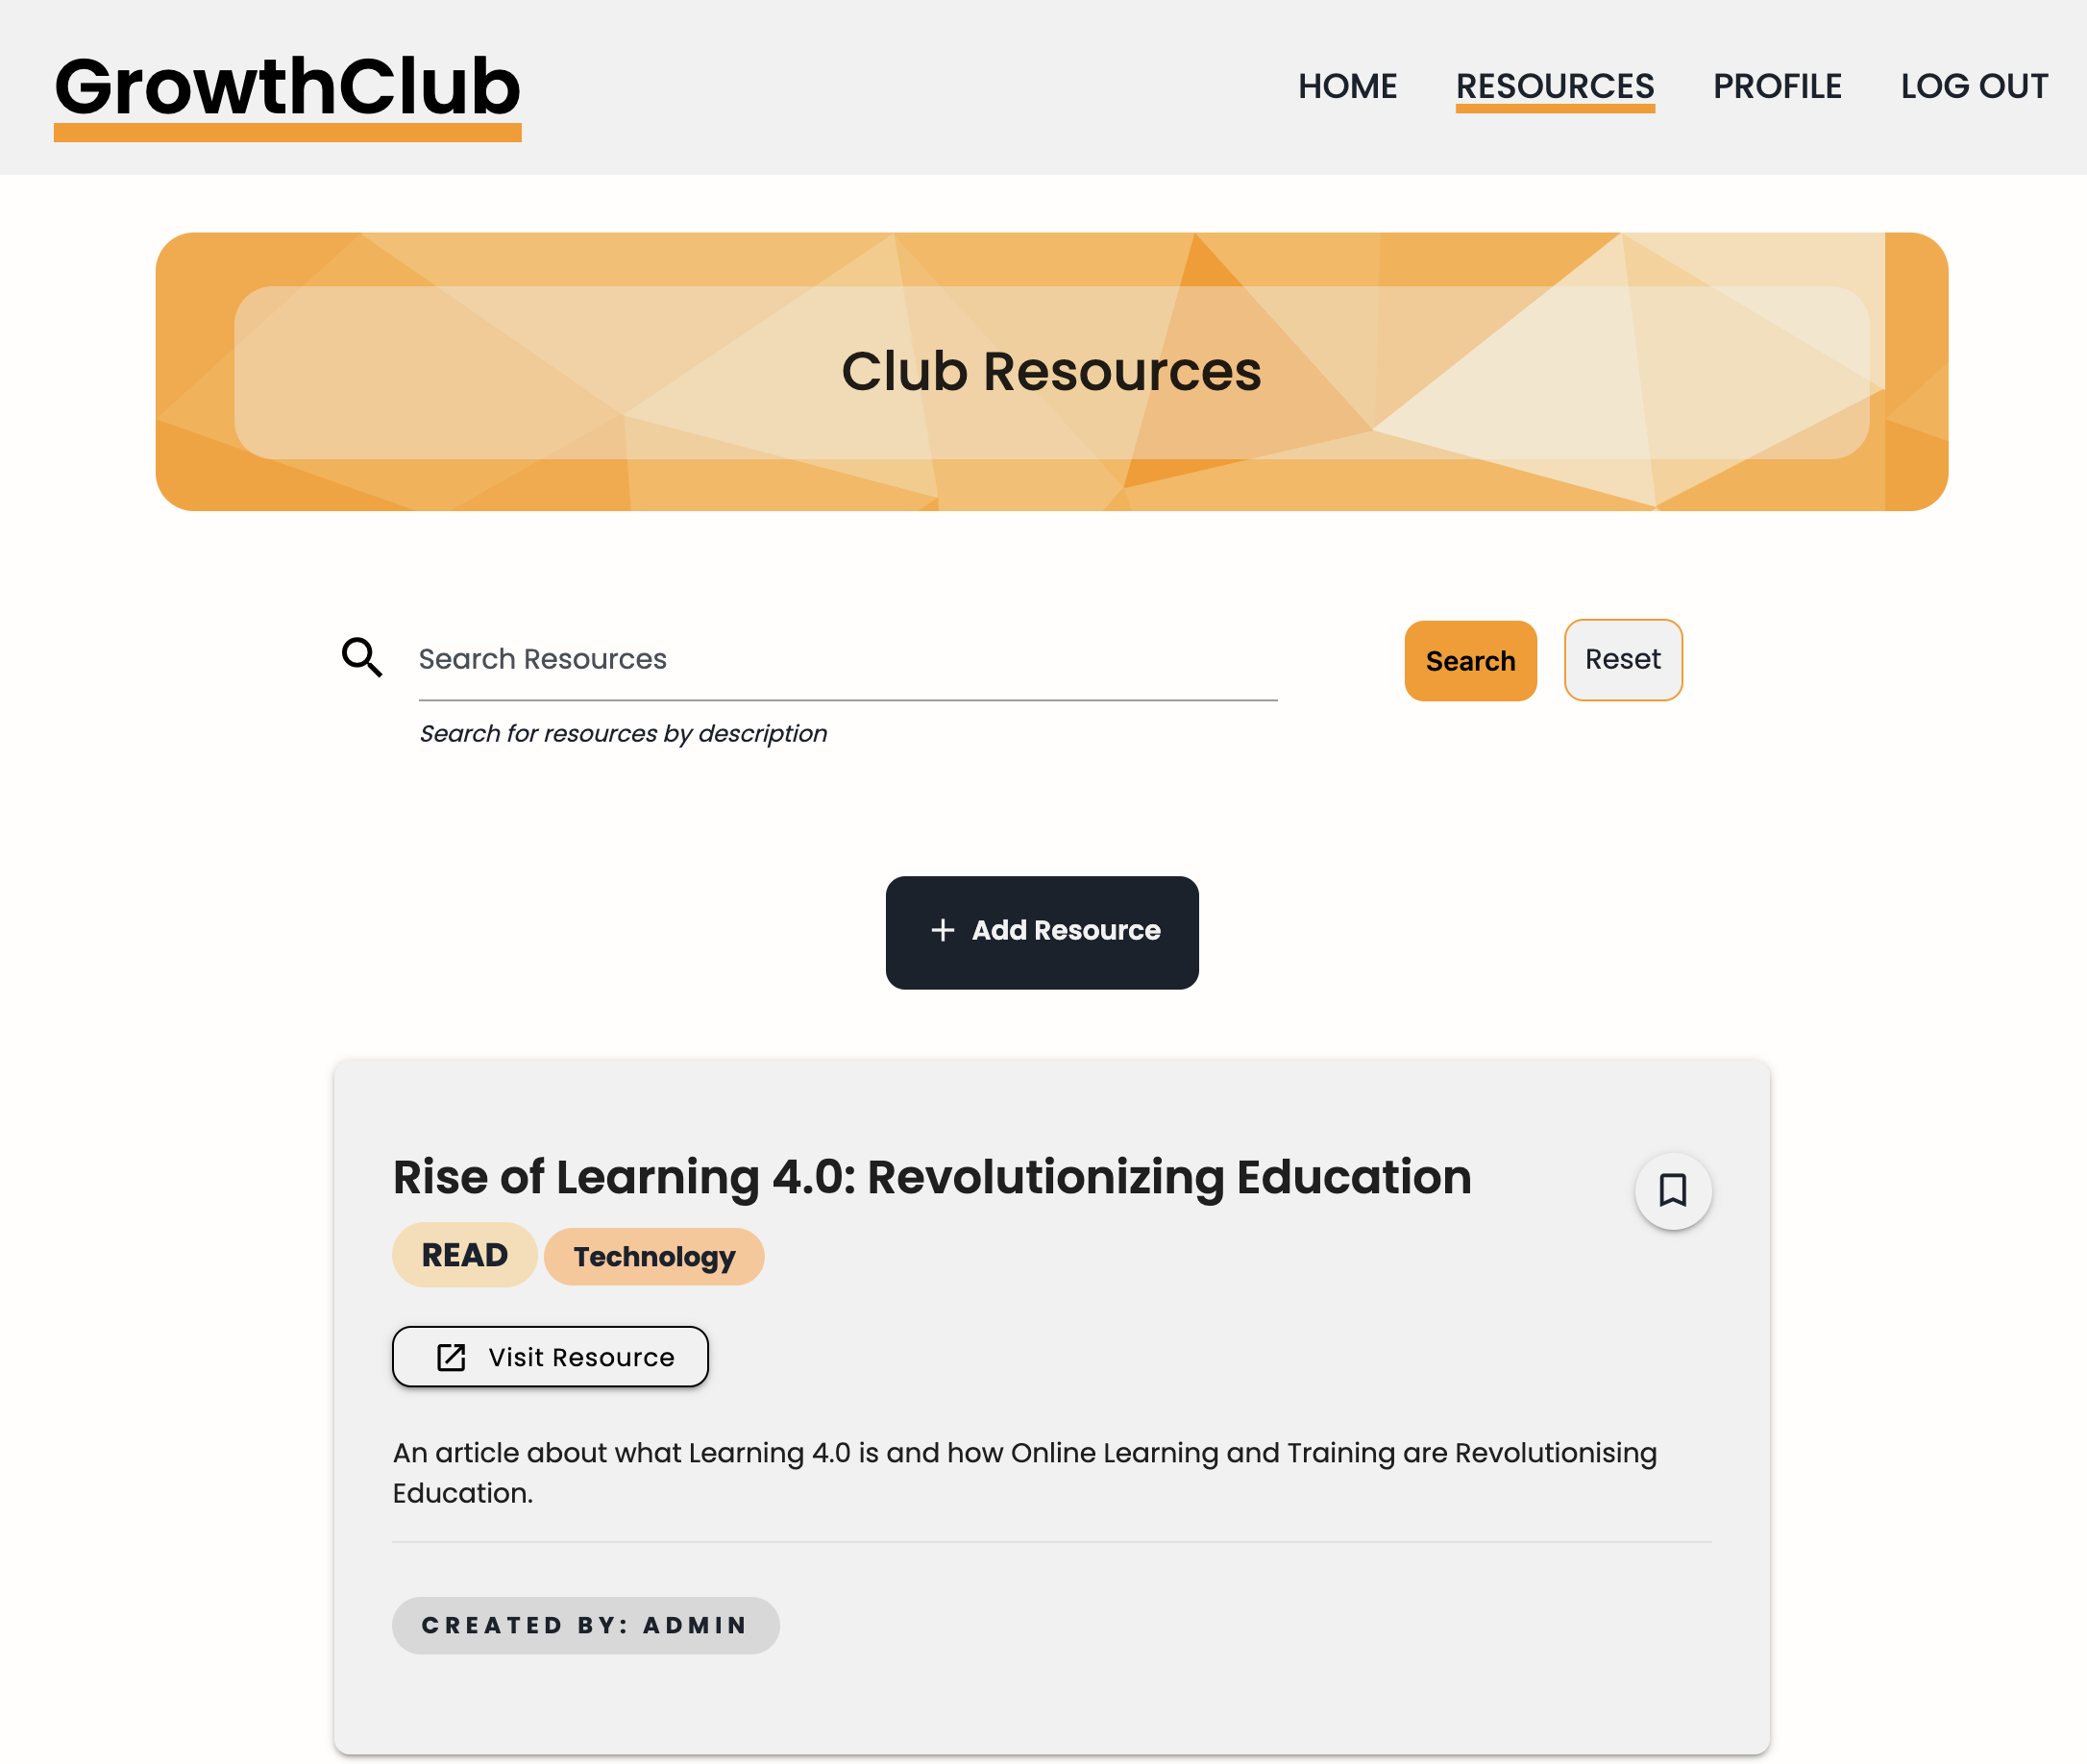 GrowthClub
HOME RESOURCES PROFILE LOG OUT
Club Resources
Search Resources
Search Reset
Search for resources by description
+ Add Resource
Rise of Learning 4.0: Revolutionizing Education
READ Technology
Visit Resource
An article about what Learning 4.0 is and how Online Learning and Training are Revolutionising
Education.
CREATED BY: ADMIN